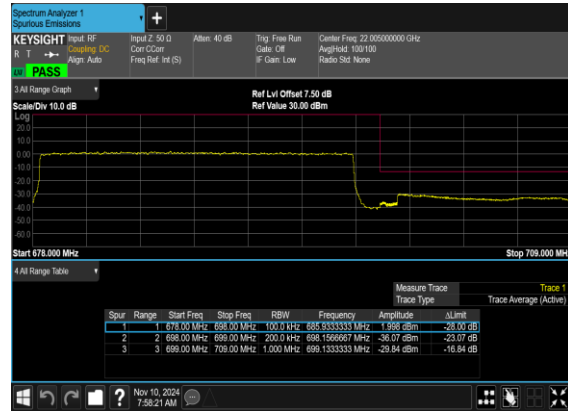 Spectrum Analyzer 1
Spurious Emissions
+
KEYSIGHT Input: RF Input Z: 50 Ω Atten: 40 dB Trig: Free Run Center Freq: 22.005000000 GHz
R T Coupling: DC Corr CCorr Gate: Off Avg|Hold: 100/100
Align: Auto Freq Ref: Int (S) IF Gain: Low Radio Std: None
LW PASS
3 All Range Graph
Ref Lvl Offset 7.50 dB
Scale/Div 10.0 dB Ref Value 30.00 dBm
Log
20.0
10.0
0.00
-10.0
-20.0
-30.0
-40.0
-50.0
-60.0
Start 678.000 MHz Stop 709.000 MHz
4 All Range Table
Measure Trace Trace 1
Trace Type Trace Average (Active)
Spur Range Start Freq Stop Freq RBW Frequency Amplitude ΔLimit
1 1 678.00 MHz 698.00 MHz 100.0 kHz 685.9333333 MHz 1.998 dBm -28.00 dB
2 2 698.00 MHz 699.00 MHz 200.0 kHz 698.1566667 MHz -36.07 dBm -23.07 dB
3 3 699.00 MHz 709.00 MHz 1.000 MHz 699.1333333 MHz -29.84 dBm -16.84 dB
? Nov 10, 2024
7:58:21 AM